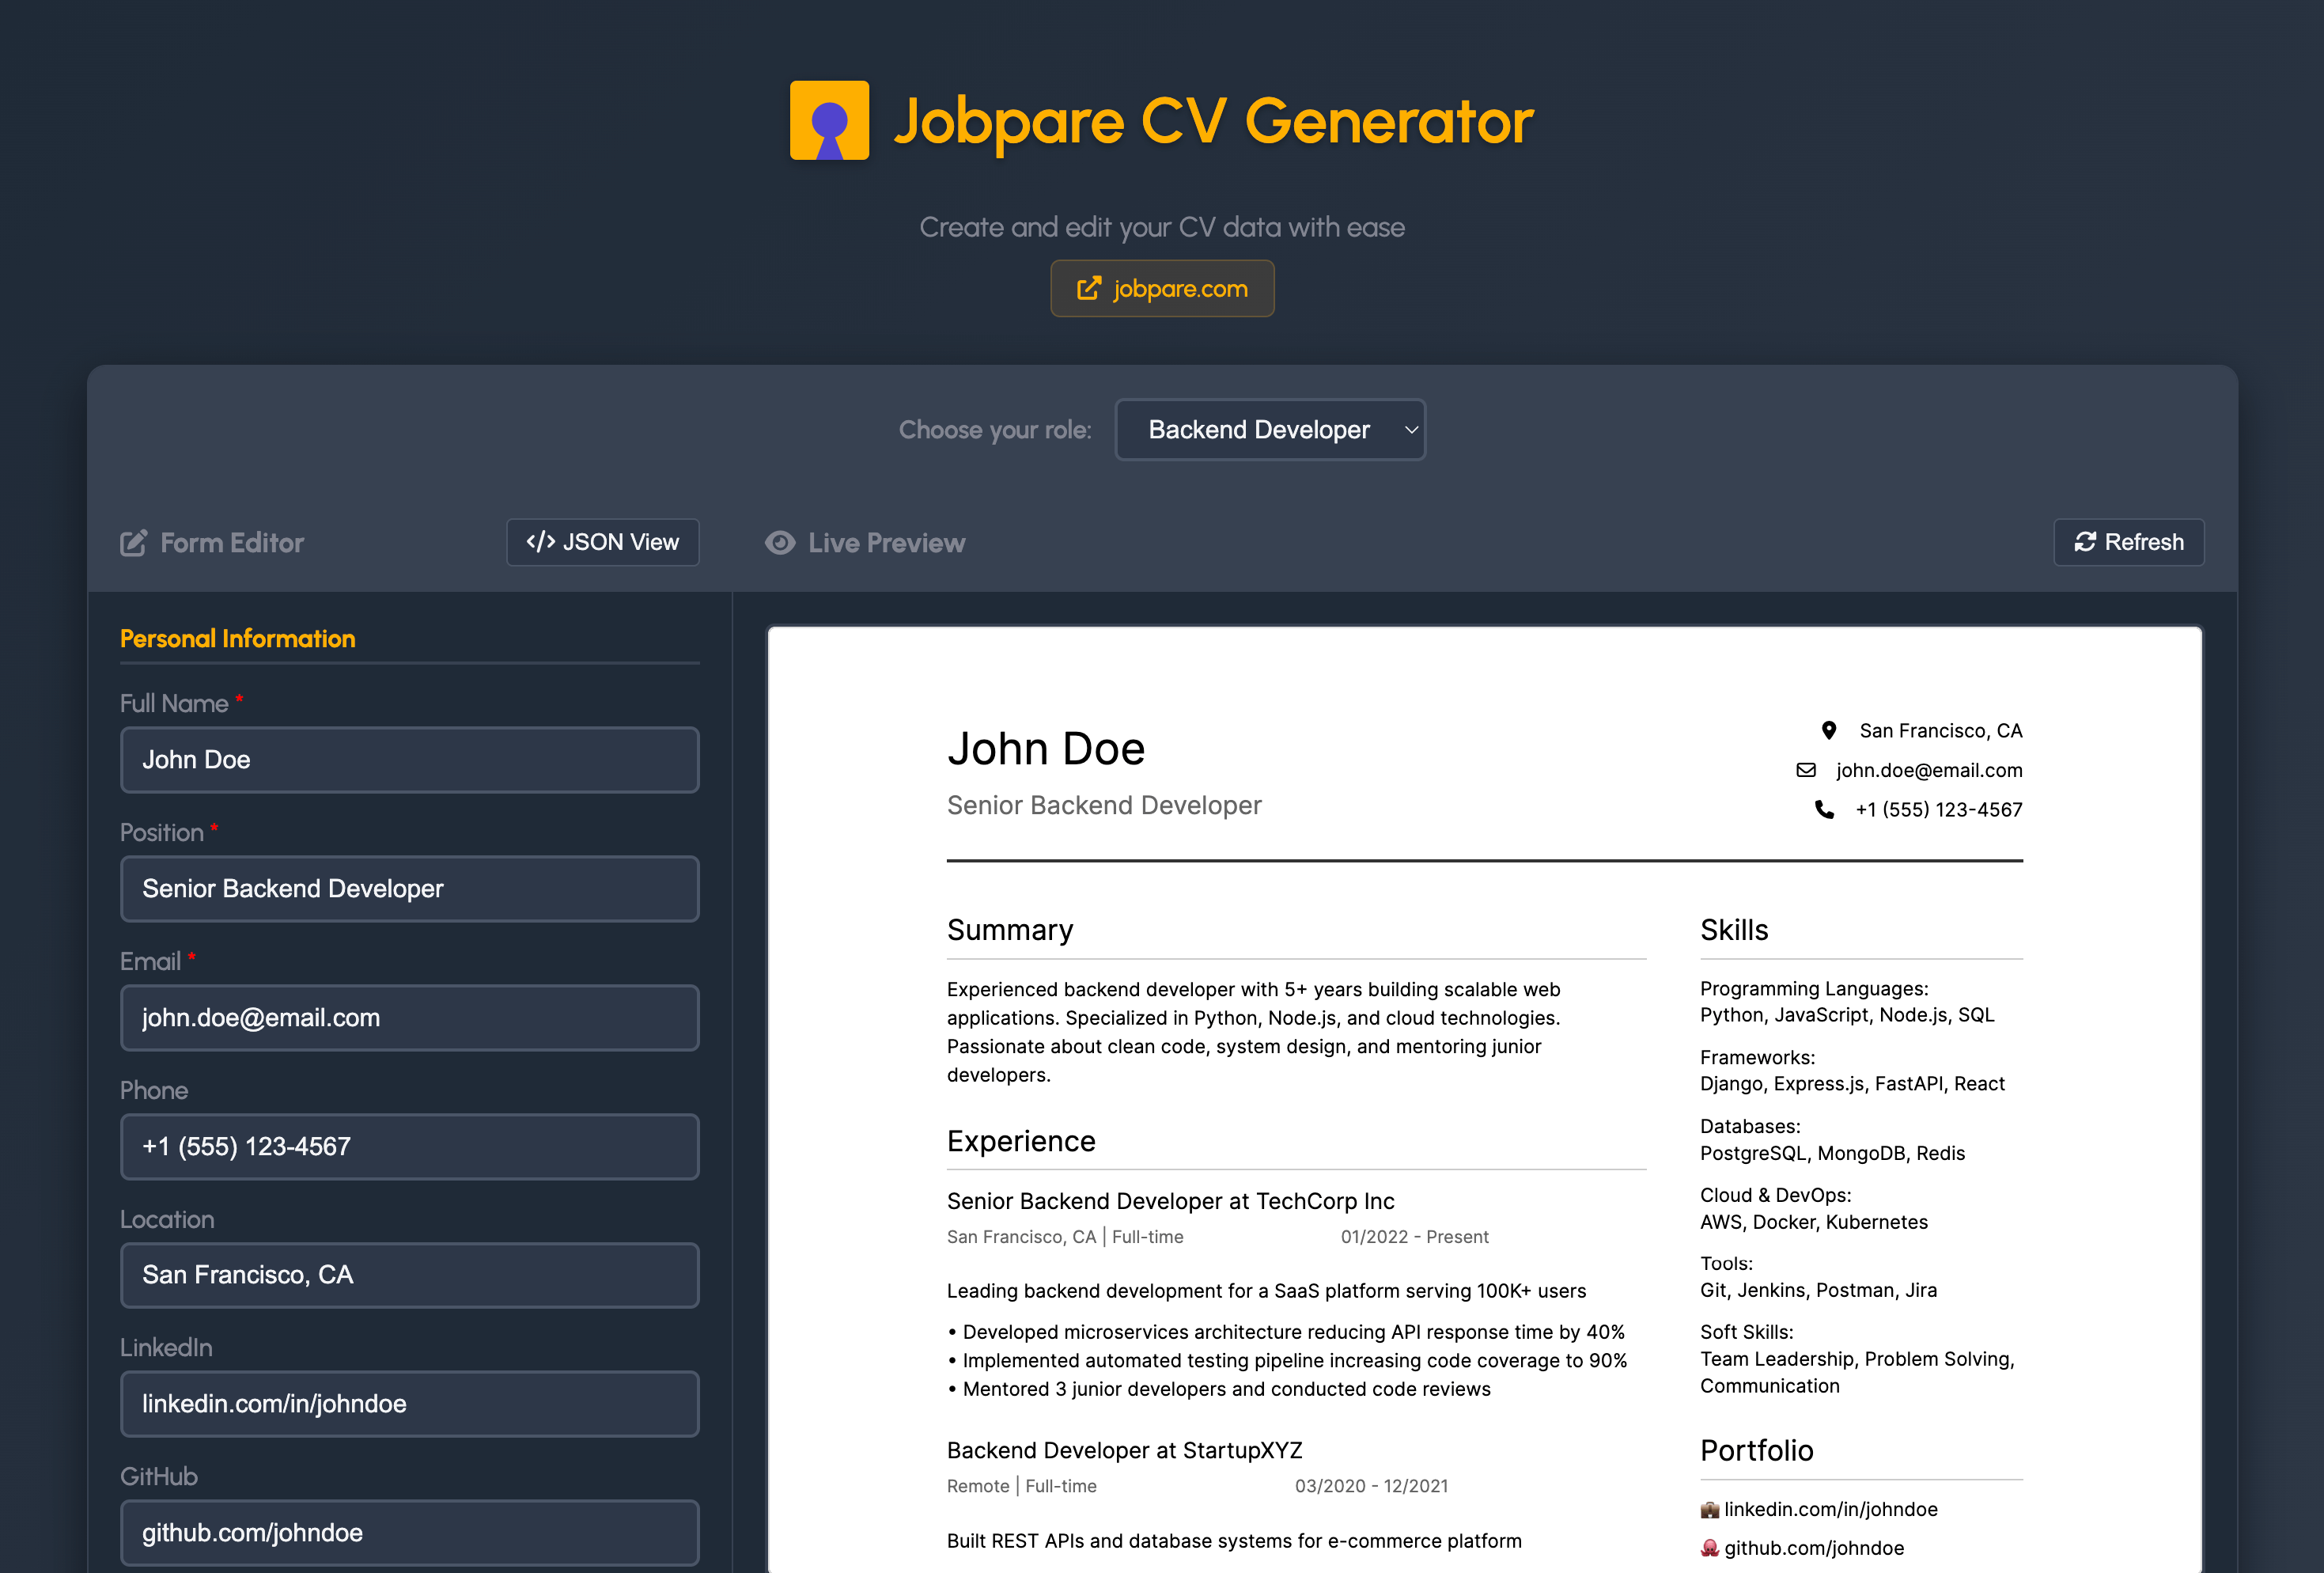 Jobpare CV Generator
Create and edit your CV data with ease
jobpare.com
Choose your role: Backend Developer
Form Editor
</> JSON View
Live Preview
Refresh
Personal Information
Full Name *
John Doe
Position *
Senior Backend Developer
Email *
john.doe@email.com
Phone
+1 (555) 123-4567
Location
San Francisco, CA
LinkedIn
linkedin.com/in/johndoe
GitHub
github.com/johndoe
John Doe
Senior Backend Developer
San Francisco, CA
john.doe@email.com
+1 (555) 123-4567
Summary
Experienced backend developer with 5+ years building scalable web
applications. Specialized in Python, Node.js, and cloud technologies.
Passionate about clean code, system design, and mentoring junior
developers.
Experience
Senior Backend Developer at TechCorp Inc
San Francisco, CA | Full-time 01/2022 - Present
Leading backend development for a SaaS platform serving 100K+ users
• Developed microservices architecture reducing API response time by 40%
• Implemented automated testing pipeline increasing code coverage to 90%
• Mentored 3 junior developers and conducted code reviews
Backend Developer at StartupXYZ
Remote | Full-time 03/2020 - 12/2021
Built REST APIs and database systems for e-commerce platform
Skills
Programming Languages:
Python, JavaScript, Node.js, SQL
Frameworks:
Django, Express.js, FastAPI, React
Databases:
PostgreSQL, MongoDB, Redis
Cloud & DevOps:
AWS, Docker, Kubernetes
Tools:
Git, Jenkins, Postman, Jira
Soft Skills:
Team Leadership, Problem Solving,
Communication
Portfolio
linkedin.com/in/johndoe
github.com/johndoe